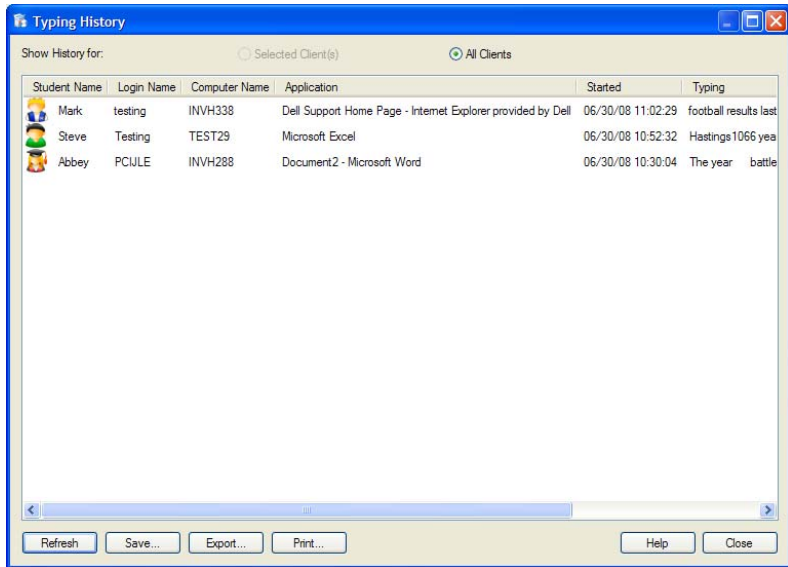 Typing History
Show History for: Selected Client(s) All Clients
Student Name Login Name Computer Name Application Started Typing
Mark testing INVH338 Dell Support Home Page - Internet Explorer provided by Dell 06/30/08 11:02:29 football results last
Steve Testing TEST29 Microsoft Excel 06/30/08 10:52:32 Hastings1066 yea
Abbey PCIJLE INVH288 Document2 - Microsoft Word 06/30/08 10:30:04 The year battle
Refresh Save... Export... Print... Help Close